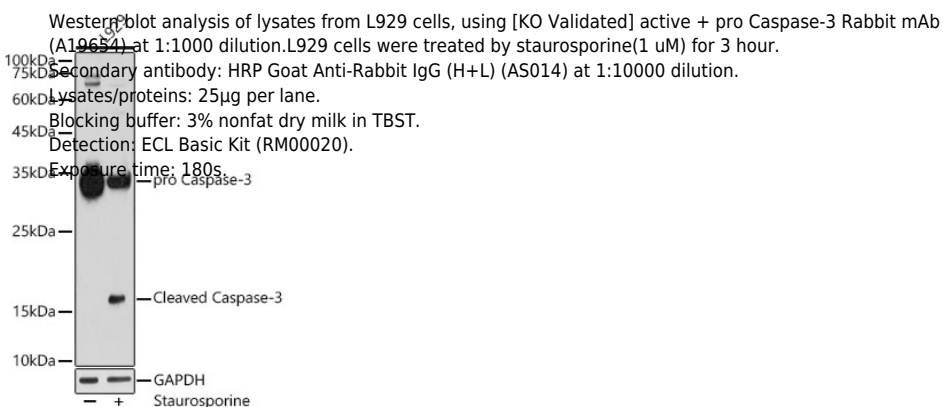 Western blot analysis of lysates from L929 cells, using [KO Validated] active + pro Caspase-3 Rabbit mAb
(A19654) at 1:1000 dilution.L929 cells were treated by staurosporine(1 uM) for 3 hour.
Secondary antibody: HRP Goat Anti-Rabbit IgG (H+L) (AS014) at 1:10000 dilution.
Lysates/proteins: 25μg per lane.
Blocking buffer: 3% nonfat dry milk in TBST.
Detection: ECL Basic Kit (RM00020).
Exposure time: 180s.
L929
100kDa
75kDa
60kDa
45kDa
35kDa
pro Caspase-3
25kDa
Cleaved Caspase-3
15kDa
10kDa
GAPDH
− + Staurosporine